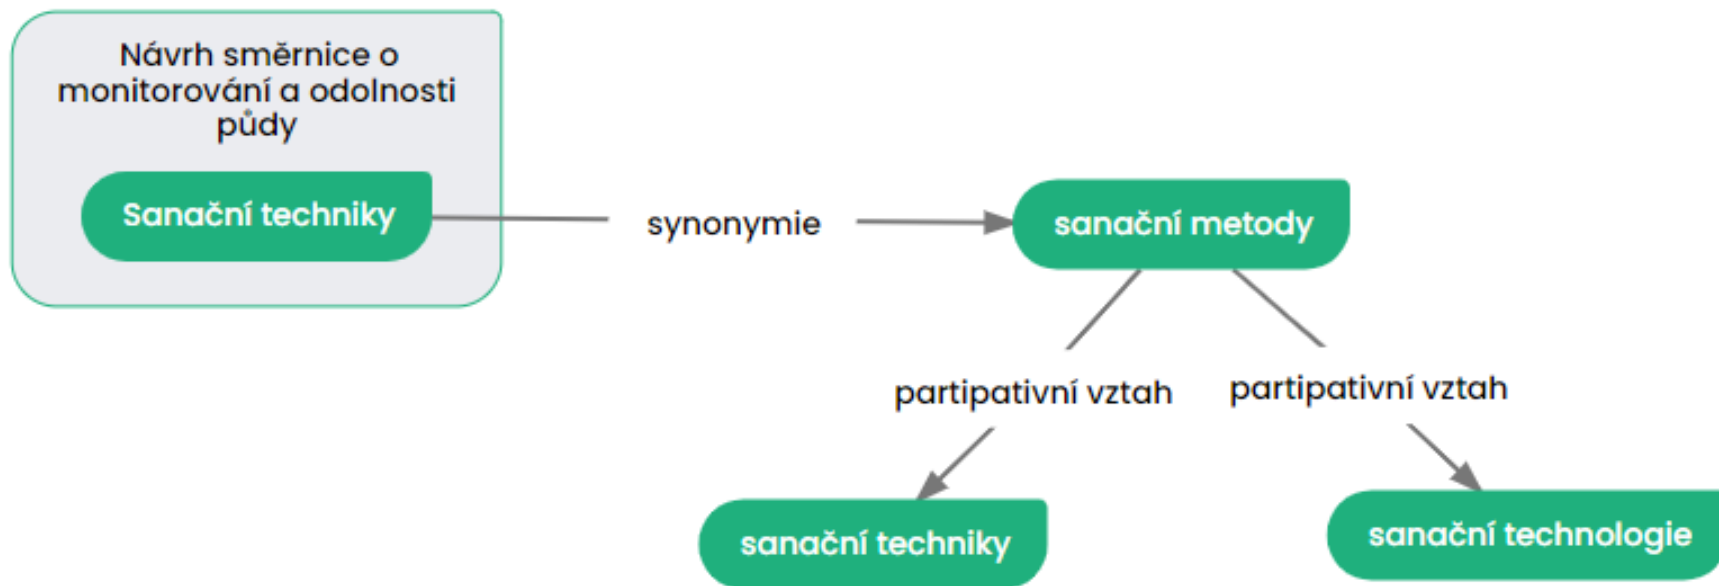 Návrh směrnice o
monitorování a odolnosti
půdy
Sanační techniky
synonymie
sanační metody
partipativní vztah
partipativní vztah
sanační techniky
sanační technologie